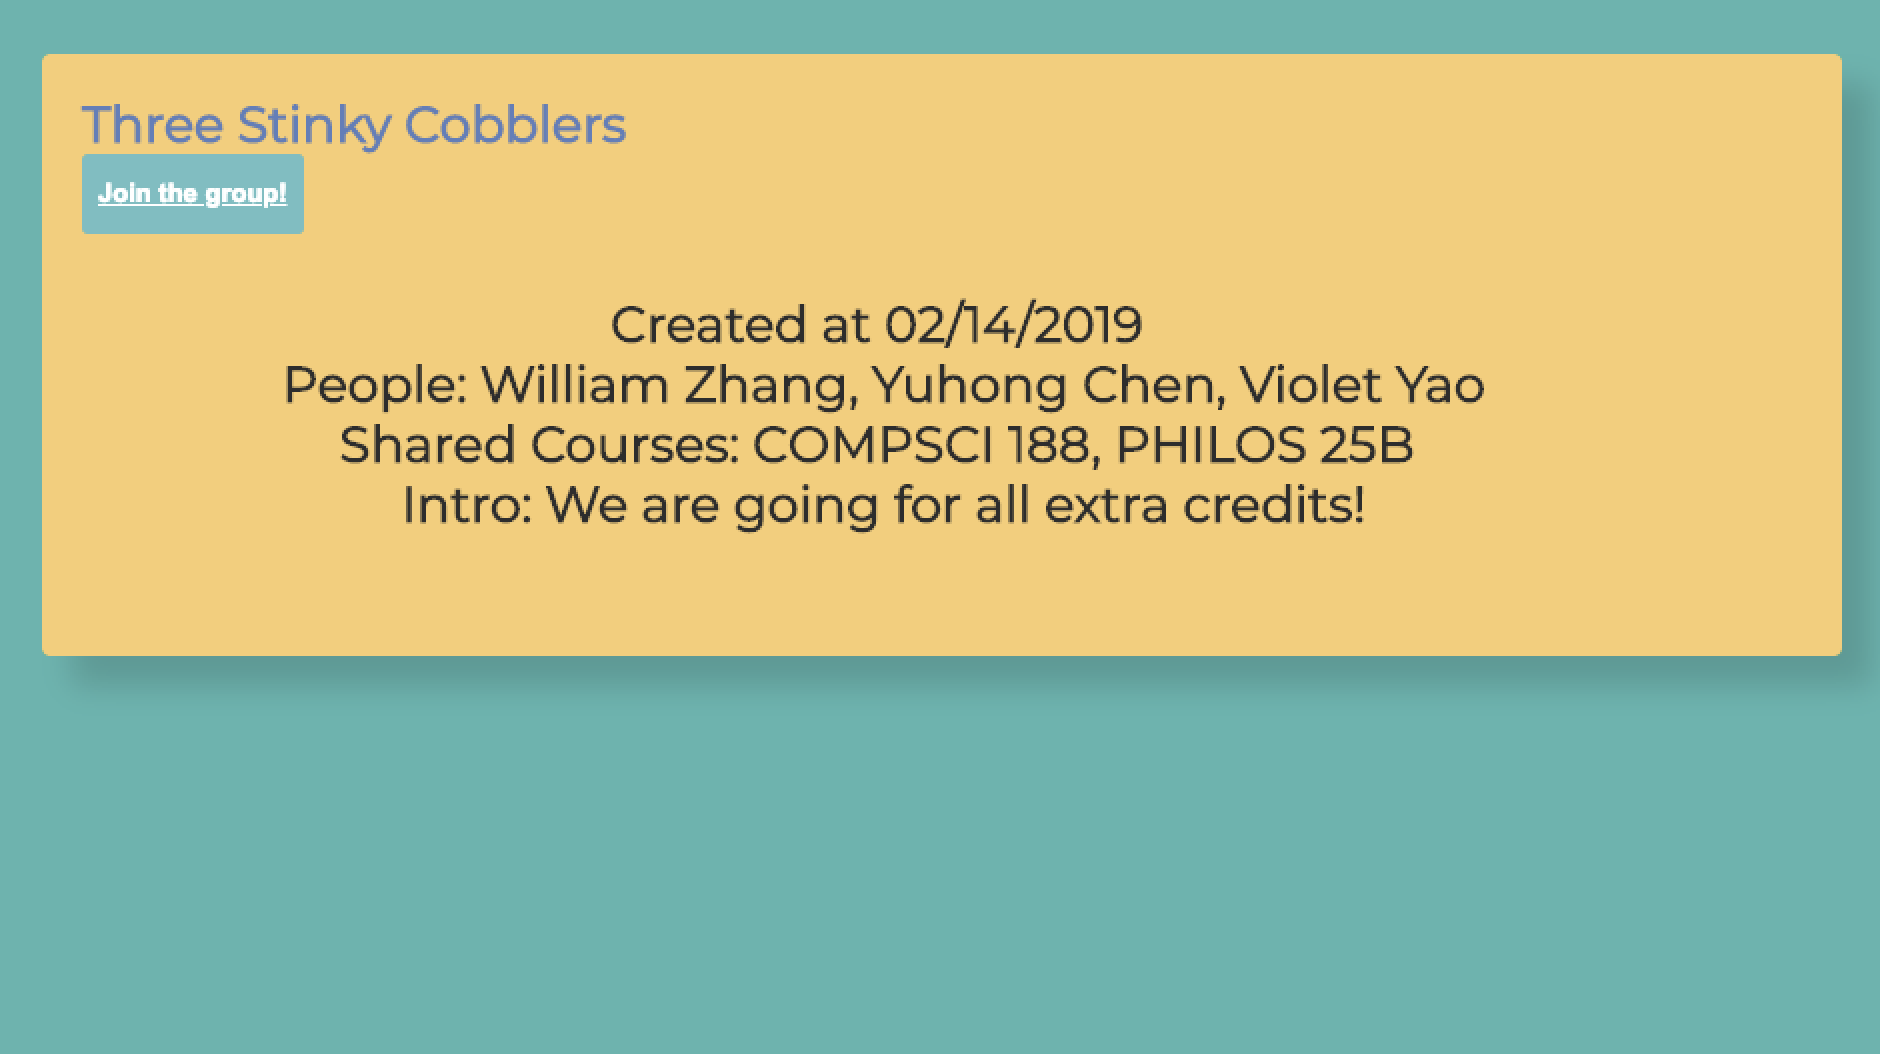 Three Stinky Cobblers
Join the group!
Created at 02/14/2019
People: William Zhang, Yuhong Chen, Violet Yao
Shared Courses: COMPSCI 188, PHILOS 25B
Intro: We are going for all extra credits!